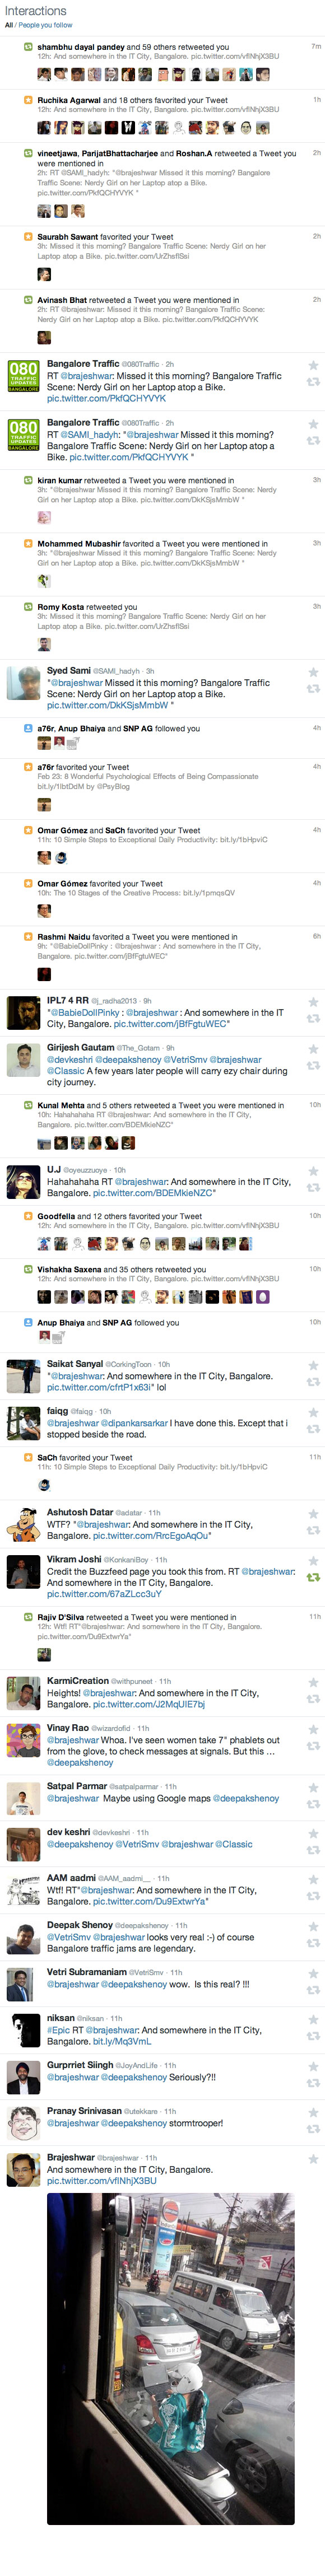 Interactions
All / People you follow
shambhu dayal pandey and 59 others retweeted you 7m
12h: And somewhere in the IT City, Bangalore. pic.twitter.com/vflNhjX3BU
Ruchika Agarwal and 18 others favorited your Tweet 1h
12h: And somewhere in the IT City, Bangalore. pic.twitter.com/vflNhjX3BU
vineetjawa, ParijatBhattacharjee and Roshan.A retweeted a Tweet you 2h
were mentioned in
2h: RT @SAMi_hadyh: "@brajeshwar Missed it this morning? Bangalore
Traffic Scene: Nerdy Girl on her Laptop atop a Bike.
pic.twitter.com/PkfQCHYVYK "
Saurabh Sawant favorited your Tweet 2h
3h: Missed it this morning? Bangalore Traffic Scene: Nerdy Girl on her
Laptop atop a Bike. pic.twitter.com/UrZhsflSsi
Avinash Bhat retweeted a Tweet you were mentioned in 2h
2h: RT @brajeshwar: Missed it this morning? Bangalore Traffic Scene:
Nerdy Girl on her Laptop atop a Bike. pic.twitter.com/PkfQCHYVYK
080
TRAFFIC
UPDATES
BANGALORE
Bangalore Traffic @080Traffic · 2h
RT @brajeshwar: Missed it this morning? Bangalore Traffic
Scene: Nerdy Girl on her Laptop atop a Bike.
pic.twitter.com/PkfQCHYVYK
080
TRAFFIC
UPDATES
BANGALORE
Bangalore Traffic @080Traffic · 2h
RT @SAMi_hadyh: "@brajeshwar Missed it this morning?
Bangalore Traffic Scene: Nerdy Girl on her Laptop atop a
Bike. pic.twitter.com/PkfQCHYVYK "
kiran kumar retweeted a Tweet you were mentioned in 3h
3h: "@brajeshwar Missed it this morning? Bangalore Traffic Scene: Nerdy
Girl on her Laptop atop a Bike. pic.twitter.com/DkKSjsMmbW "
Mohammed Mubashir favorited a Tweet you were mentioned in 3h
3h: "@brajeshwar Missed it this morning? Bangalore Traffic Scene: Nerdy
Girl on her Laptop atop a Bike. pic.twitter.com/DkKSjsMmbW "
Romy Kosta retweeted you 3h
3h: Missed it this morning? Bangalore Traffic Scene: Nerdy Girl on her
Laptop atop a Bike. pic.twitter.com/UrZhsflSsi
Syed Sami @SAMi_hadyh · 3h
"@brajeshwar Missed it this morning? Bangalore Traffic
Scene: Nerdy Girl on her Laptop atop a Bike.
pic.twitter.com/DkKSjsMmbW "
a76r, Anup Bhaiya and SNP AG followed you 4h
a76r favorited your Tweet 4h
Feb 23: 8 Wonderful Psychological Effects of Being Compassionate
bit.ly/1lbtDdM by @PsyBlog
Omar Gómez and SaCh favorited your Tweet 4h
11h: 10 Simple Steps to Exceptional Daily Productivity: bit.ly/1bHpviC
Omar Gómez favorited your Tweet 4h
10h: The 10 Stages of the Creative Process: bit.ly/1pmqsQV
Rashmi Naidu favorited a Tweet you were mentioned in 6h
9h: "@BabieDollPinky : @brajeshwar : And somewhere in the IT City,
Bangalore. pic.twitter.com/jBfFgtuWEC"
IPL7 4 RR @j_radha2013 · 9h
"@BabieDollPinky : @brajeshwar : And somewhere in the IT
City, Bangalore. pic.twitter.com/jBfFgtuWEC"
Girijesh Gautam @The_Gotam · 9h
@devkeshri @deepakshenoy @VetriSmv @brajeshwar
@Classic A few years later people will carry ezy chair during
city journey.
Kunal Mehta and 5 others retweeted a Tweet you were mentioned in 10h
10h: Hahahahaha RT @brajeshwar: And somewhere in the IT City,
Bangalore. pic.twitter.com/BDEMkieNZC"
U.J @oyeuzzuoye · 10h
Hahahahaha RT @brajeshwar: And somewhere in the IT City,
Bangalore. pic.twitter.com/BDEMkieNZC"
Goodfella and 12 others favorited your Tweet 10h
12h: And somewhere in the IT City, Bangalore. pic.twitter.com/vflNhjX3BU
Vishakha Saxena and 35 others retweeted you 10h
12h: And somewhere in the IT City, Bangalore. pic.twitter.com/vflNhjX3BU
Anup Bhaiya and SNP AG followed you 10h
Saikat Sanyal @CorkingToon · 10h
"@brajeshwar: And somewhere in the IT City, Bangalore.
pic.twitter.com/cfrtP1x63i" lol
faiqg @faiqg · 10h
@brajeshwar @dipankarsarkar I have done this. Except that i
stopped beside the road.
SaCh favorited your Tweet 11h
11h: 10 Simple Steps to Exceptional Daily Productivity: bit.ly/1bHpviC
Ashutosh Datar @adatar · 11h
WTF? "@brajeshwar: And somewhere in the IT City,
Bangalore. pic.twitter.com/RrcEgoAqOu"
Vikram Joshi @KonkaniBoy · 11h
Credit the Buzzfeed page you took this from. RT @brajeshwar:
And somewhere in the IT City, Bangalore.
pic.twitter.com/67aZLcc3uY
Rajiv D'Silva retweeted a Tweet you were mentioned in 11h
12h: Wtf! RT"@brajeshwar: And somewhere in the IT City, Bangalore.
pic.twitter.com/Du9ExtwrYa"
KarmiCreation @withpuneet · 11h
Heights! @brajeshwar: And somewhere in the IT City,
Bangalore. pic.twitter.com/J2MqUlE7bj
Vinay Rao @wizardofid · 11h
@brajeshwar Whoa. I've seen women take 7" phablets out
from the glove, to check messages at signals. But this ...
@deepakshenoy
Satpal Parmar @satpalparmar · 11h
@brajeshwar Maybe using Google maps @deepakshenoy
dev keshri @devkeshri · 11h
@deepakshenoy @VetriSmv @brajeshwar @Classic
AAM aadmi @AAM_aadmi__ · 11h
Wtf! RT"@brajeshwar: And somewhere in the IT City,
Bangalore. pic.twitter.com/Du9ExtwrYa"
Deepak Shenoy @deepakshenoy · 11h
@VetriSmv @brajeshwar looks very real :-) of course
Bangalore traffic jams are legendary.
Vetri Subramaniam @VetriSmv · 11h
@brajeshwar @deepakshenoy wow. Is this real? !!!
niksan @niksan · 11h
#Epic RT @brajeshwar: And somewhere in the IT City,
Bangalore. bit.ly/Mq3VmL
Gurprriet Siingh @JoyAndLife · 11h
@brajeshwar @deepakshenoy Seriously?!!
Pranay Srinivasan @utekkare · 11h
@brajeshwar @deepakshenoy stormtrooper!
Brajeshwar @brajeshwar · 11h
And somewhere in the IT City, Bangalore.
pic.twitter.com/vflNhjX3BU